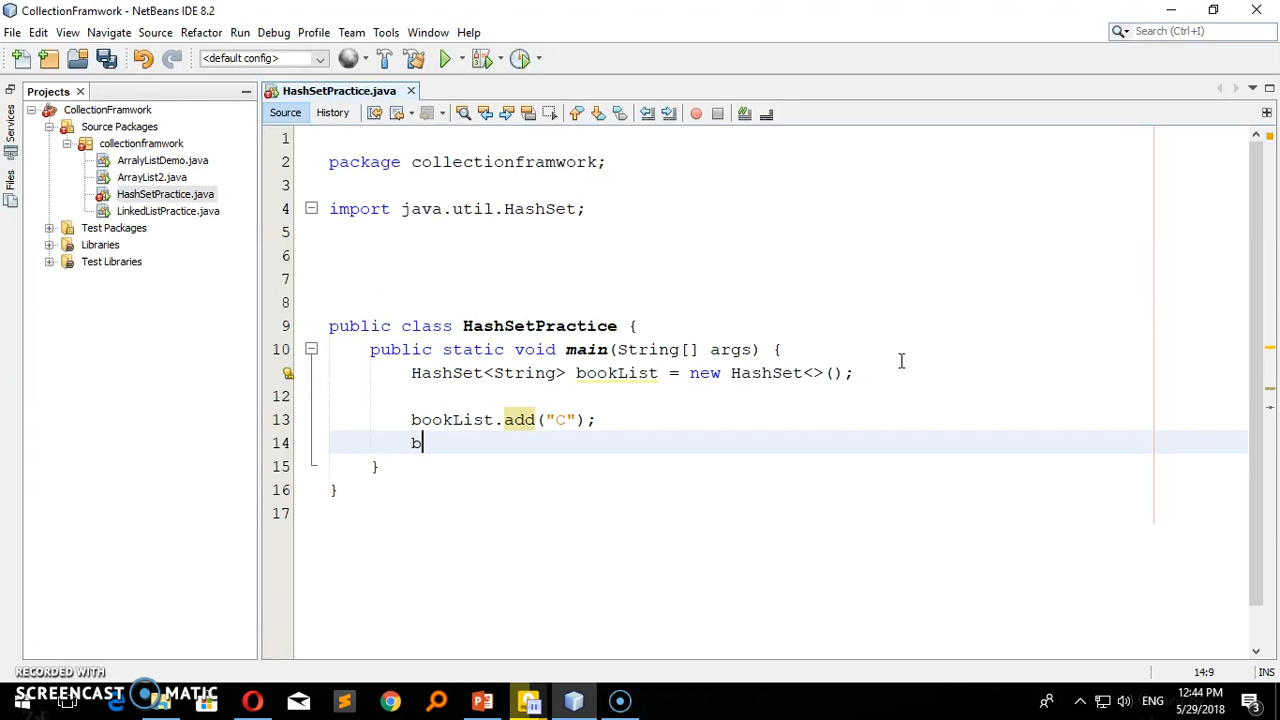 CollectionFramwork - NetBeans IDE 8.2
File Edit View Navigate Source Refactor Run Debug Profile Team Tools Window Help
Search (Ctrl+I)
<default config>
Projects
HashSetPractice.java
Source History
Services
Files
CollectionFramwork
Source Packages
collectionframwork
ArralyListDemo.java
ArrayList2.java
HashSetPractice.java
LinkedListPractice.java
Test Packages
Libraries
Test Libraries
1
2 package collectionframwork;
3
4 import java.util.HashSet;
5
6
7
8
9 public class HashSetPractice {
10 public static void main(String[] args) {
HashSet<String> bookList = new HashSet<>();
12
13 bookList.add("C");
14 b
15 }
16 }
17
14:9 INS
RECORDED WITH
SCREENCAST MATIC
ENG
12:44 PM
5/29/2018
3